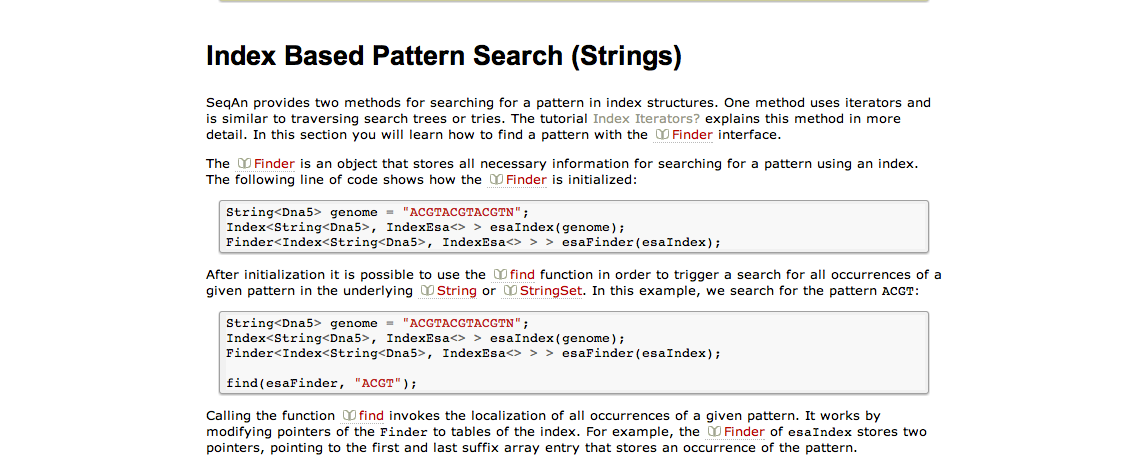 Index Based Pattern Search (Strings)
SeqAn provides two methods for searching for a pattern in index structures. One method uses iterators and
is similar to traversing search trees or tries. The tutorial Index Iterators? explains this method in more
detail. In this section you will learn how to find a pattern with the Finder interface.
The Finder is an object that stores all necessary information for searching for a pattern using an index.
The following line of code shows how the Finder is initialized:
String<Dna5> genome = "ACGTACGTACGTN";
Index<String<Dna5>, IndexEsa<> > esaIndex(genome);
Finder<Index<String<Dna5>, IndexEsa<> > > esaFinder(esaIndex);
After initialization it is possible to use the find function in order to trigger a search for all occurrences of a
given pattern in the underlying String or StringSet. In this example, we search for the pattern ACGT:
String<Dna5> genome = "ACGTACGTACGTN";
Index<String<Dna5>, IndexEsa<> > esaIndex(genome);
Finder<Index<String<Dna5>, IndexEsa<> > > esaFinder(esaIndex);
find(esaFinder, "ACGT");
Calling the function find invokes the localization of all occurrences of a given pattern. It works by
modifying pointers of the Finder to tables of the index. For example, the Finder of esaIndex stores two
pointers, pointing to the first and last suffix array entry that stores an occurrence of the pattern.